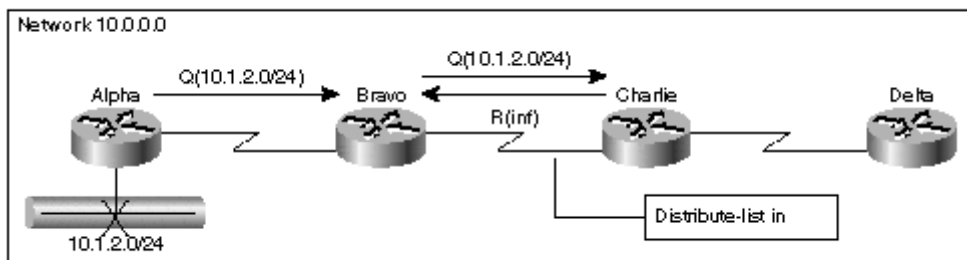 Network 10.0.0.0
Q(10.1.2.0/24)
Q(10.1.2.0/24)
Alpha
Bravo
Charlie
Delta
R(inf)
Distribute-list in
10.1.2.0/24